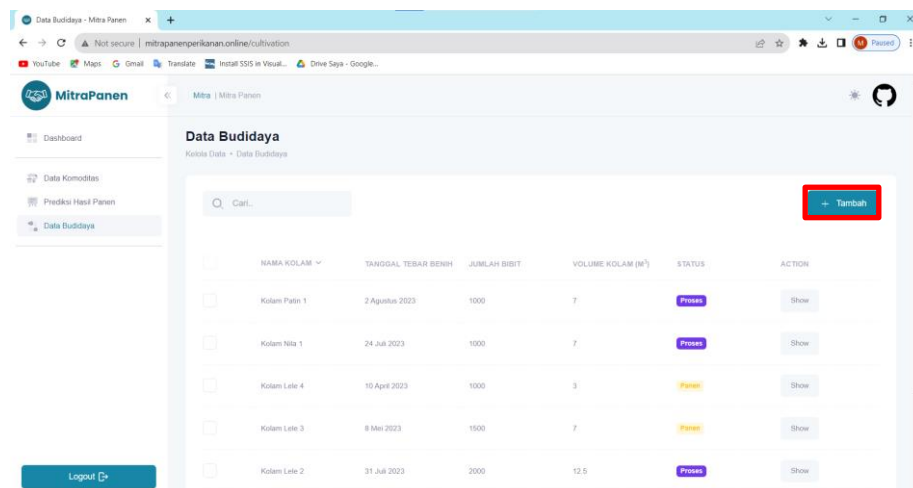 Data Budidaya - Mitra Panen
Not secure | mitrapanenperikanan.online/cultivation
M Paused
YouTube Maps Gmail Translate Install SSIS in Visual... Drive Saya - Google...
MitraPanen
Mitra | Mitra Panen
Dashboard
Data Komoditas
Prediksi Hasil Panen
Data Budidaya
Logout
Data Budidaya
Kelola Data • Data Budidaya
Cari..
+ Tambah
NAMA KOLAM TANGGAL TEBAR BENIH JUMLAH BIBIT VOLUME KOLAM (M³) STATUS ACTION
Kolam Patin 1 2 Agustus 2023 1000 7 Proses Show
Kolam Nila 1 24 Juli 2023 1000 7 Proses Show
Kolam Lele 4 10 April 2023 1000 3 Panen Show
Kolam Lele 3 8 Mei 2023 1500 7 Panen Show
Kolam Lele 2 31 Juli 2023 2000 12.5 Proses Show